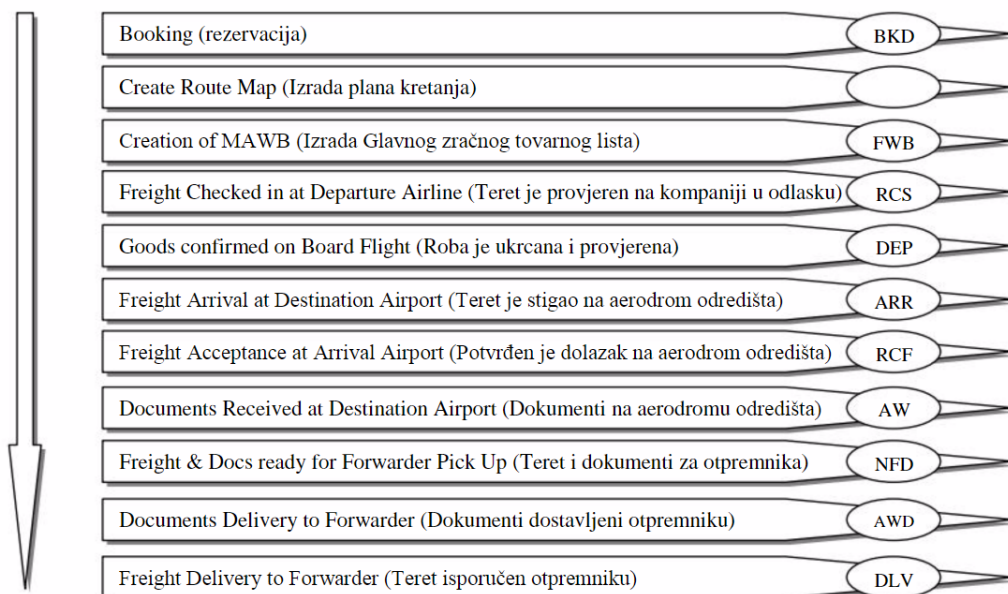 Booking (rezervacija) BKD
Create Route Map (Izrada plana kretanja)
Creation of MAWB (Izrada Glavnog zračnog tovarnog lista) FWB
Freight Checked in at Departure Airline (Teret je provjeren na kompaniji u odlasku) RCS
Goods confirmed on Board Flight (Roba je ukrcana i provjerena) DEP
Freight Arrival at Destination Airport (Teret je stigao na aerodrom odredišta) ARR
Freight Acceptance at Arrival Airport (Potvrđen je dolazak na aerodrom odredišta) RCF
Documents Received at Destination Airport (Dokumenti na aerodromu odredišta) AW
Freight & Docs ready for Forwarder Pick Up (Teret i dokumenti za otpremnika) NFD
Documents Delivery to Forwarder (Dokumenti dostavljeni otpremniku) AWD
Freight Delivery to Forwarder (Teret isporučen otpremniku) DLV